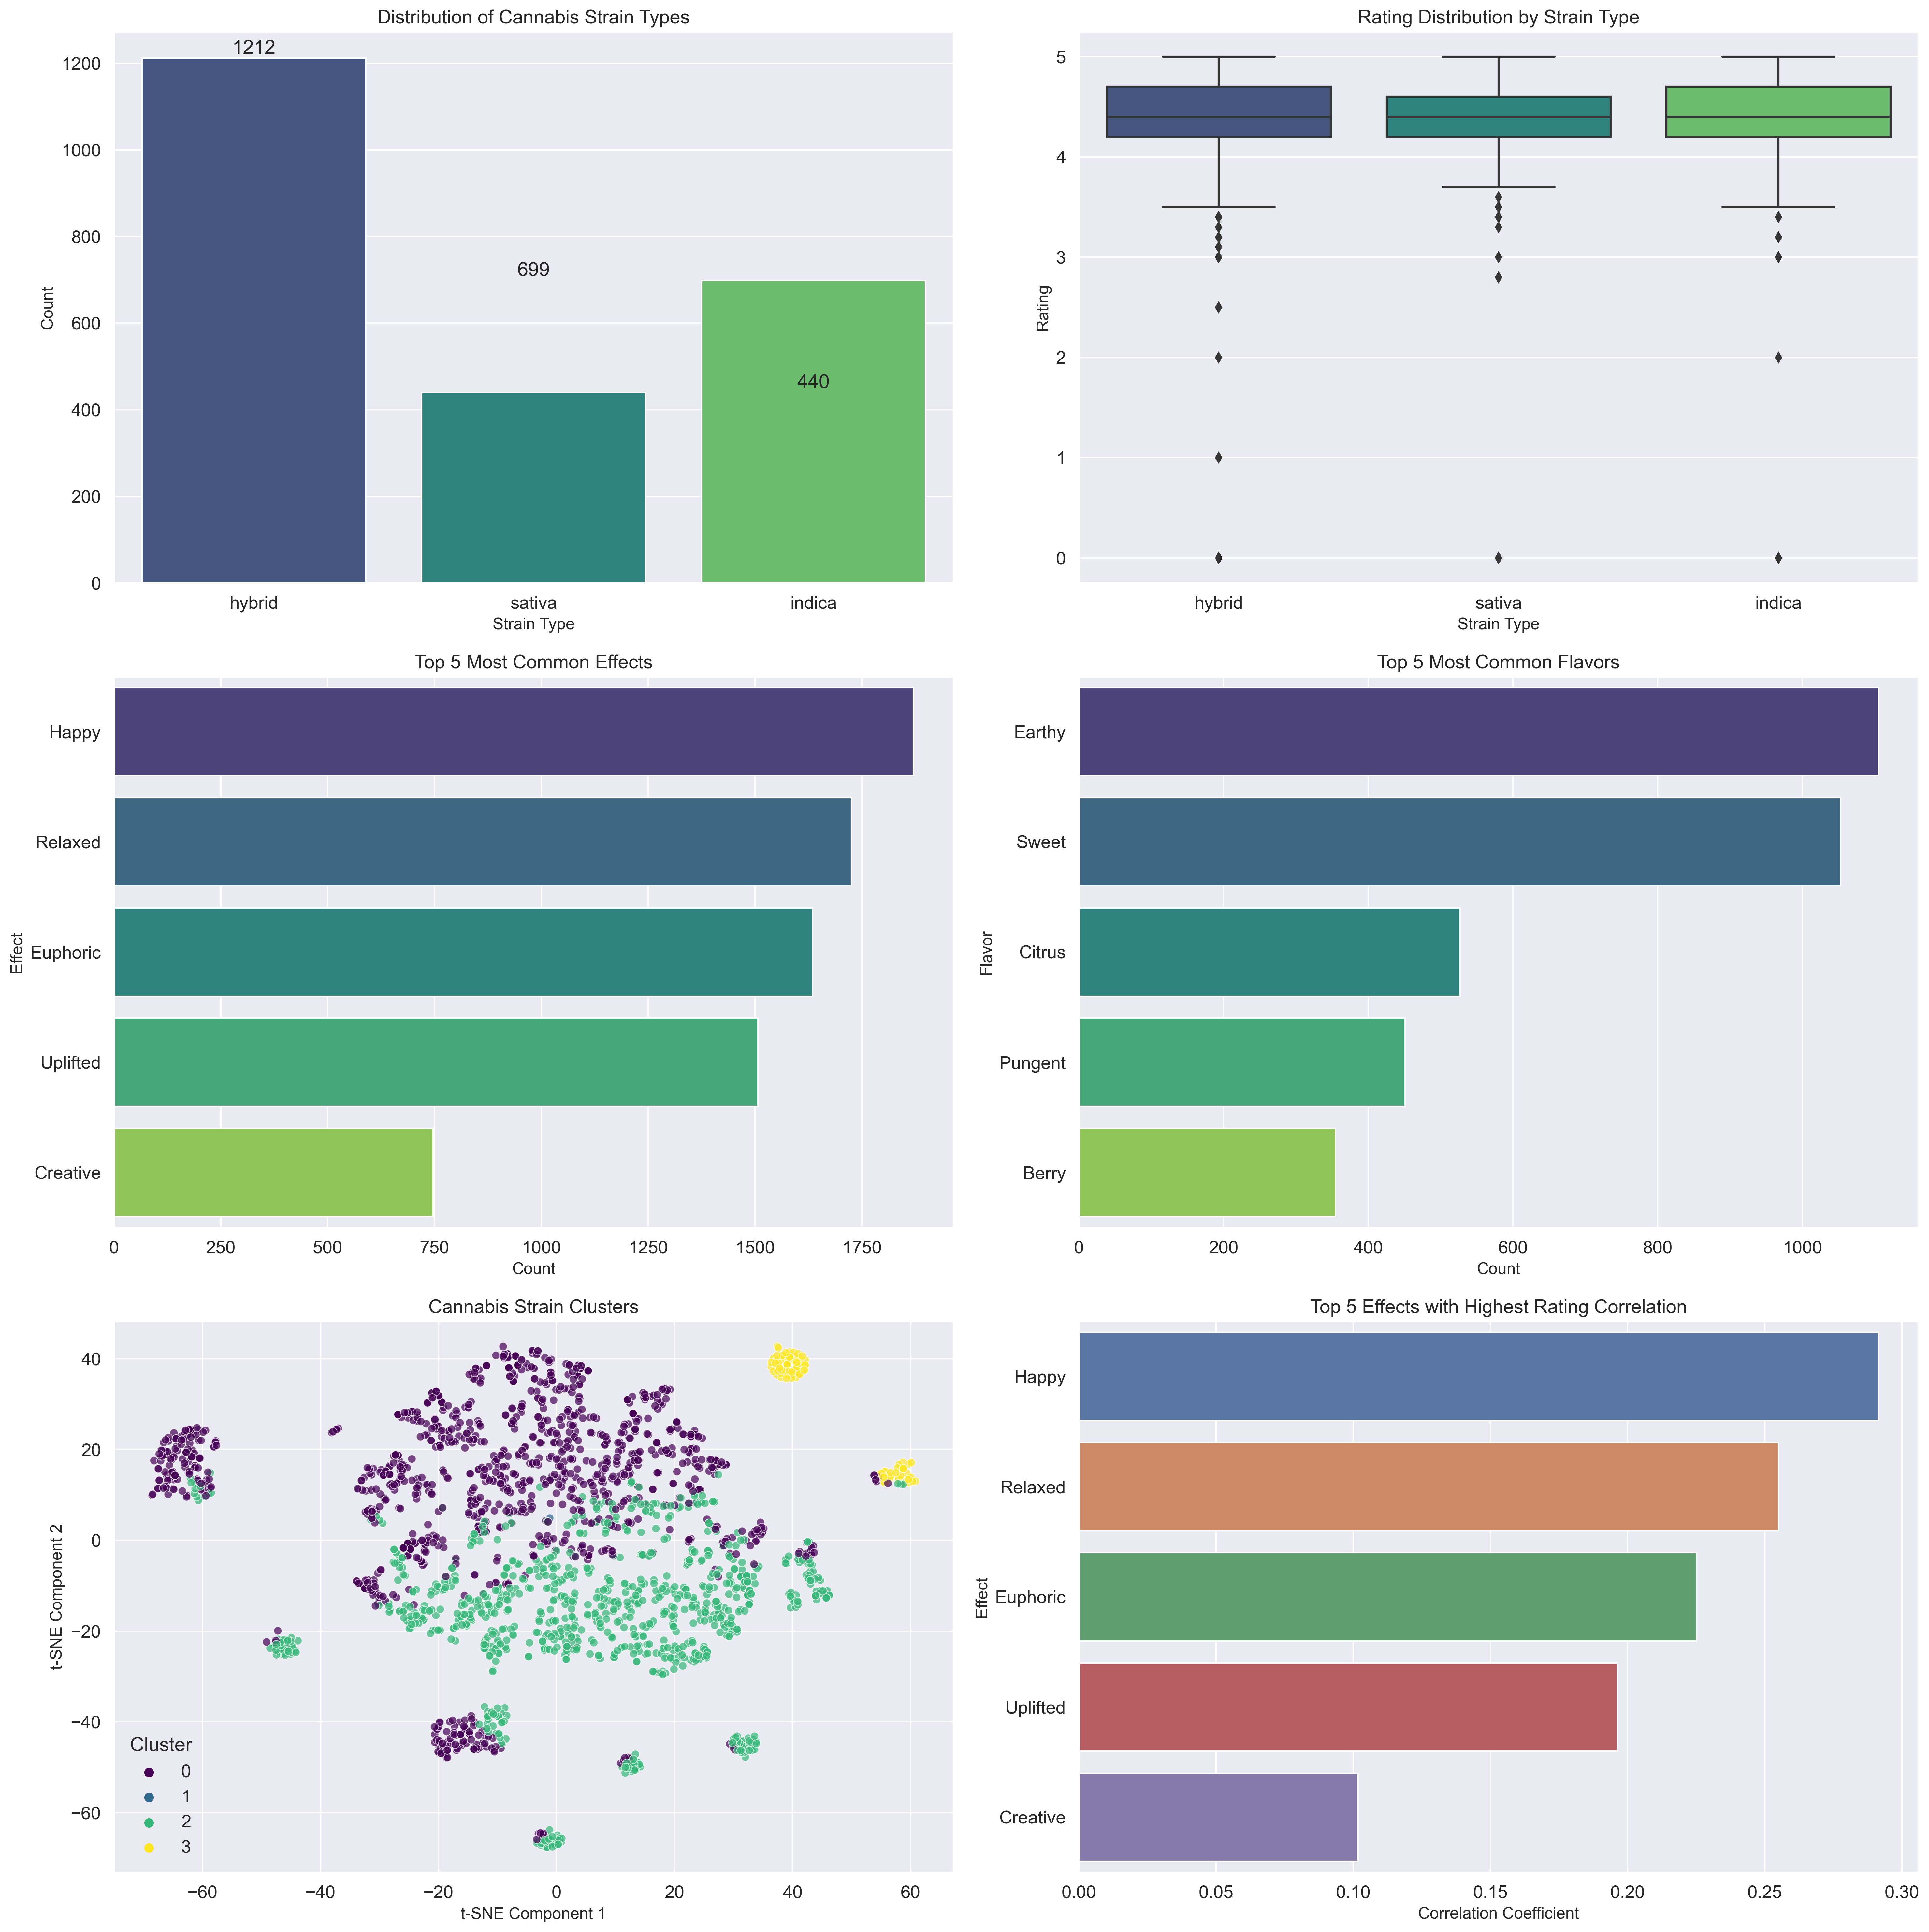 Distribution of Cannabis Strain Types
1212
699
440
1200
1000
800
600
400
200
0
Count
hybrid sativa indica
Strain Type
Rating Distribution by Strain Type
5
4
3
2
1
0
Rating
hybrid sativa indica
Strain Type
Top 5 Most Common Effects
Happy
Relaxed
Euphoric
Uplifted
Creative
Effect
0 250 500 750 1000 1250 1500 1750
Count
Top 5 Most Common Flavors
Earthy
Sweet
Citrus
Pungent
Berry
Flavor
0 200 400 600 800 1000
Count
Cannabis Strain Clusters
40
20
0
−20
−40
−60
t-SNE Component 2
Cluster
0
1
2
3
−60 −40 −20 0 20 40 60
t-SNE Component 1
Top 5 Effects with Highest Rating Correlation
Happy
Relaxed
Euphoric
Uplifted
Creative
Effect
0.00 0.05 0.10 0.15 0.20 0.25 0.30
Correlation Coefficient